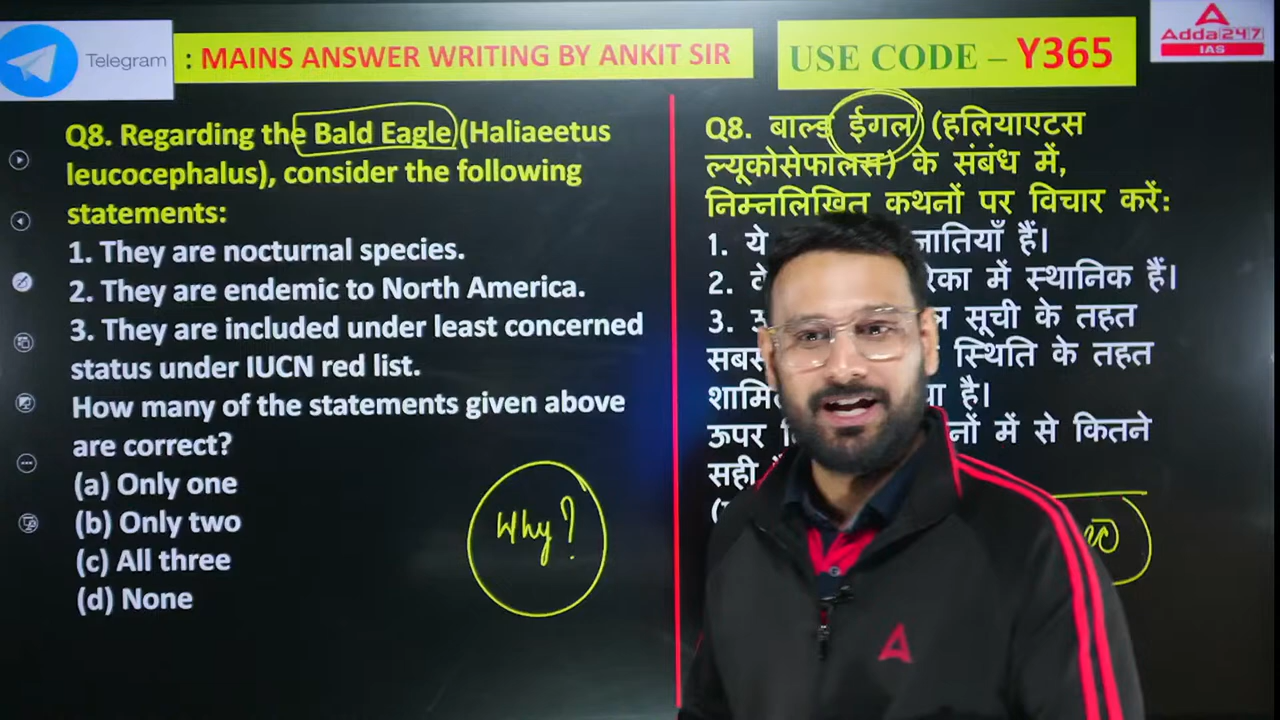 Telegram
: MAINS ANSWER WRITING BY ANKIT SIR
USE CODE – Y365
Adda247
IAS
Q8. Regarding the Bald Eagle (Haliaeetus
leucocephalus), consider the following
statements:
1. They are nocturnal species.
2. They are endemic to North America.
3. They are included under least concerned
status under IUCN red list.
How many of the statements given above
are correct?
(a) Only one
(b) Only two
(c) All three
(d) None
Why?
Q8. बाल्ड ईगल (हलियाएटस
ल्यूकोसेफालस) के संबंध में,
निम्नलिखित कथनों पर विचार करें:
1. ये जातियाँ हैं।
2. वे में स्थानिक हैं।
3. सूची के तहत
स्थिति के तहत
है।
ऊपर में से कितने
सही